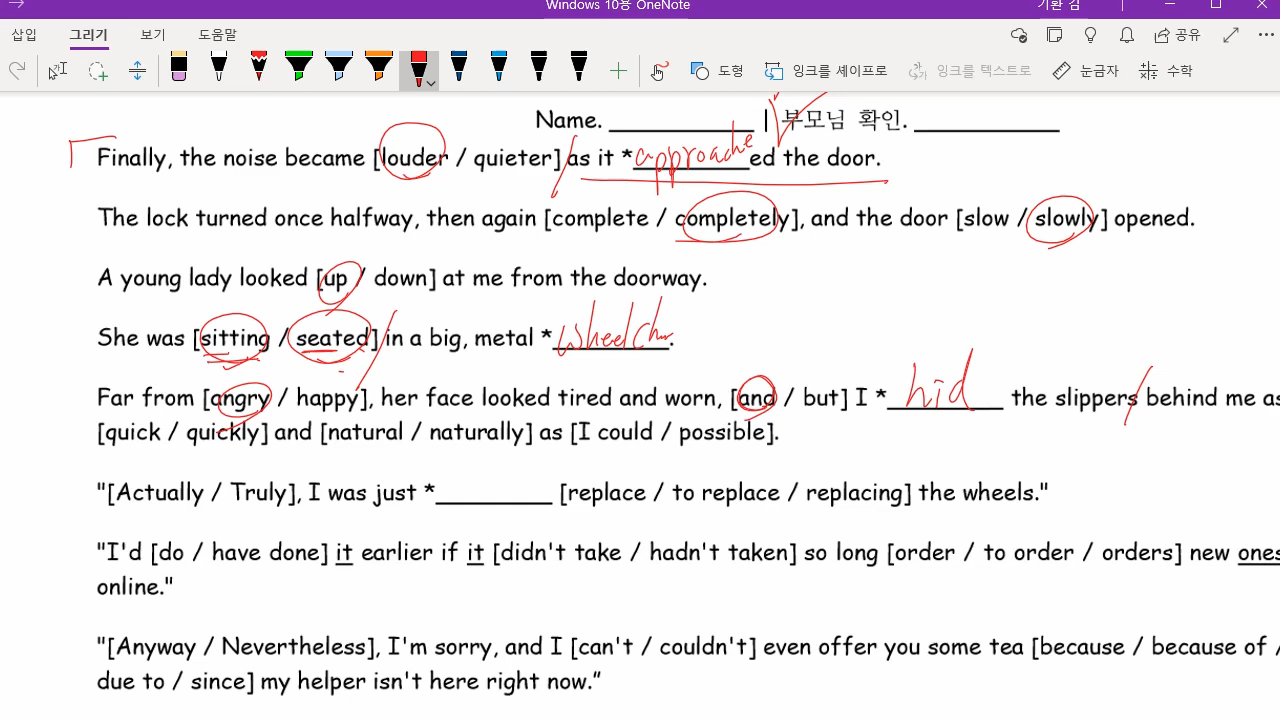 Windows 10용 OneNote
기환 김
삽입 그리기 보기 도움말
공유
도형 잉크를 셰이프로 잉크를 텍스트로 눈금자 수학
Name. __________ | 부모님 확인. __________
Finally, the noise became [louder / quieter] as it *approached the door.
The lock turned once halfway, then again [complete / completely], and the door [slow / slowly] opened.
A young lady looked [up / down] at me from the doorway.
She was [sitting / seated] in a big, metal *wheelchr.
Far from [angry / happy], her face looked tired and worn, [and / but] I *hid the slippers behind me as
[quick / quickly] and [natural / naturally] as [I could / possible].
"[Actually / Truly], I was just *_________ [replace / to replace / replacing] the wheels."
"I'd [do / have done] it earlier if it [didn't take / hadn't taken] so long [order / to order / orders] new ones
online."
"[Anyway / Nevertheless], I'm sorry, and I [can't / couldn't] even offer you some tea [because / because of /
due to / since] my helper isn't here right now."